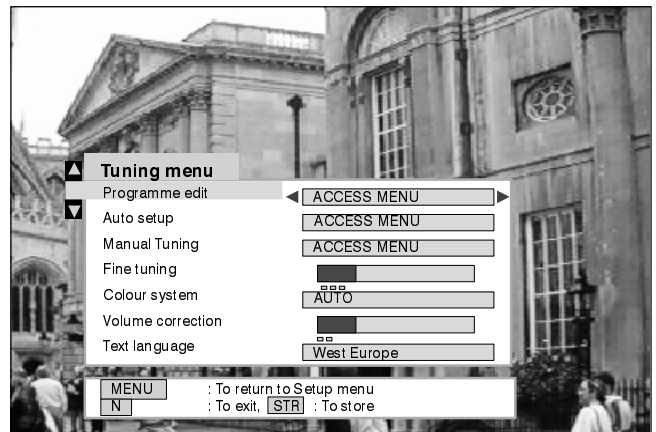 Tuning menu
Programme edit ACCESS MENU
Auto setup ACCESS MENU
Manual Tuning ACCESS MENU
Fine tuning
Colour system AUTO
Volume correction
Text language West Europe
MENU : To return to Setup menu
N : To exit, STR : To store